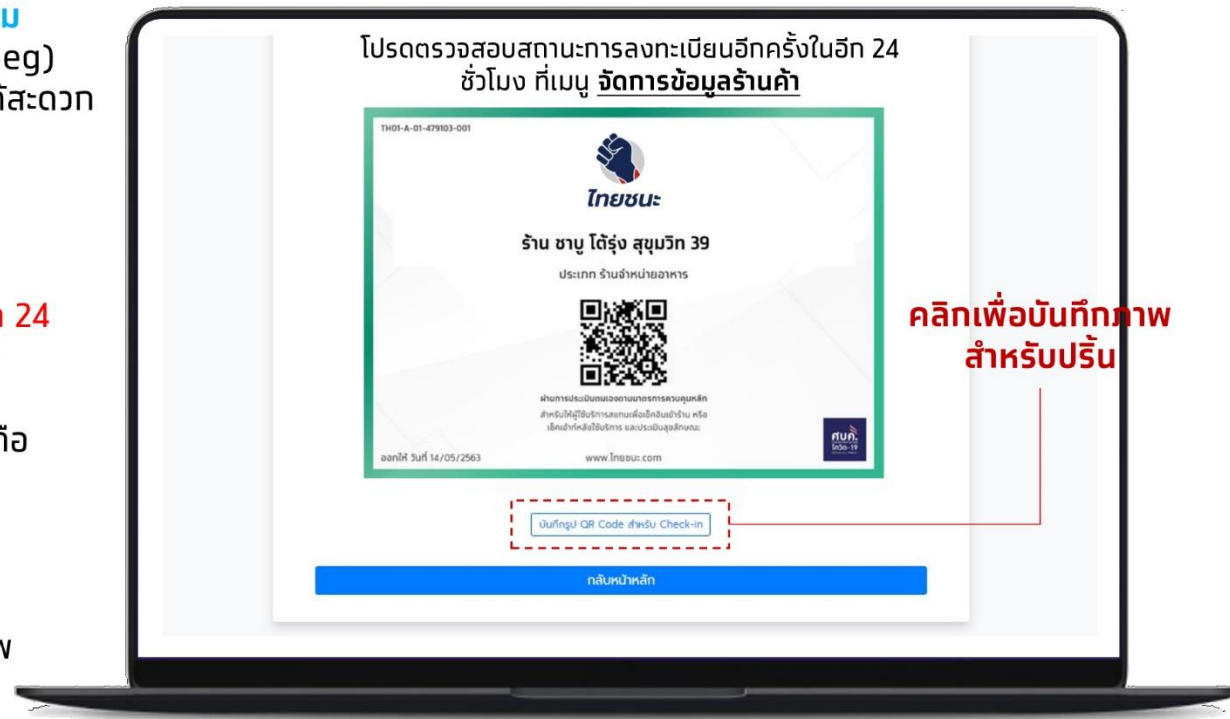 ม
eg)
สะดวก
24
พ
โปรดตรวจสอบสถานะการลงทะเบียนอีกครั้งในอีก 24
ชั่วโมง ที่เมนู จัดการข้อมูลร้านค้า
TH01-A-01-479103-001
ไทยชนะ
ร้าน ชาบู โต้รุ่ง สุขุมวิท 39
ประเภท ร้านจำหน่ายอาหาร
ผ่านการประเมินตนเองตามมาตรการควบคุมหลัก
สำหรับให้ผู้ใช้บริการสแกนเพื่อเช็คอินเข้าร้าน หรือ
เช็คเอ้าท์หลังใช้บริการ และประเมินสุขลักษณะ
ศบค.
โควิด-19
ออกให้ วันที่ 14/05/2563
www.ไทยชนะ.com
บันทึกรูป QR Code สำหรับ Check-in
กลับหน้าหลัก
คลิกเพื่อบันทึกภาพ
สำหรับปริ้น